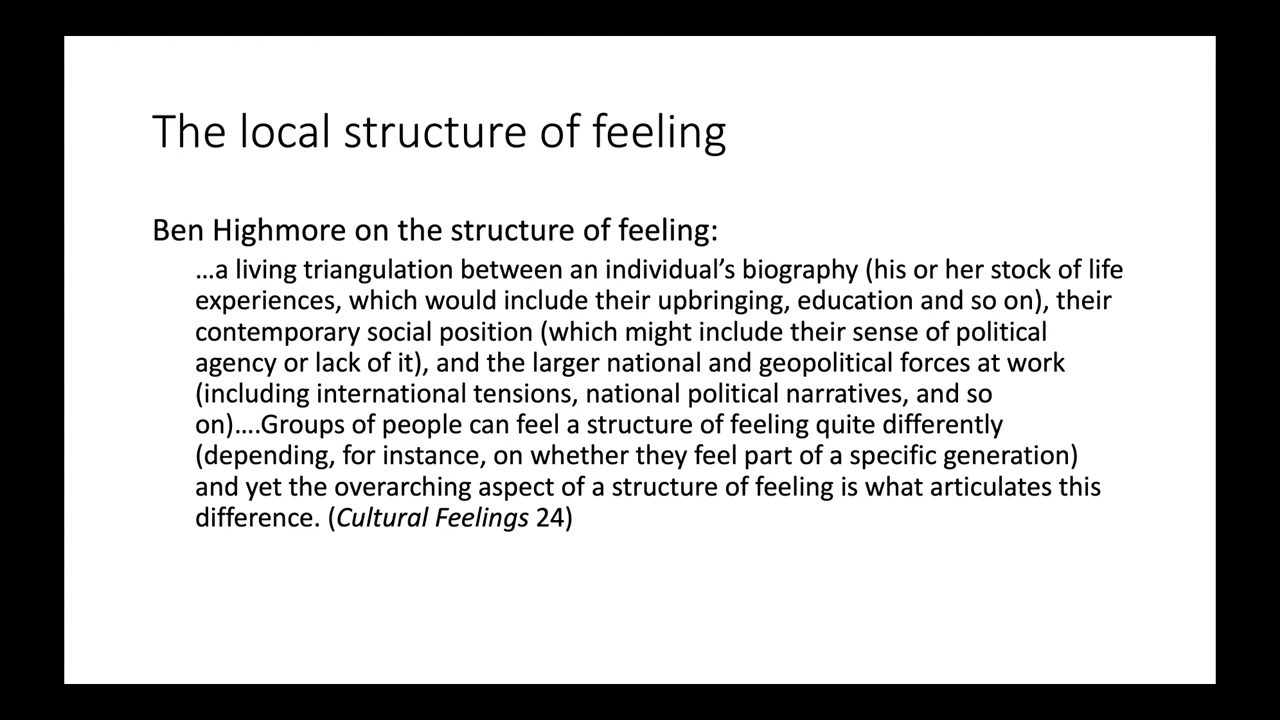 The local structure of feeling
Ben Highmore on the structure of feeling:
…a living triangulation between an individual’s biography (his or her stock of life
experiences, which would include their upbringing, education and so on), their
contemporary social position (which might include their sense of political
agency or lack of it), and the larger national and geopolitical forces at work
(including international tensions, national political narratives, and so
on)….Groups of people can feel a structure of feeling quite differently
(depending, for instance, on whether they feel part of a specific generation)
and yet the overarching aspect of a structure of feeling is what articulates this
difference. (Cultural Feelings 24)